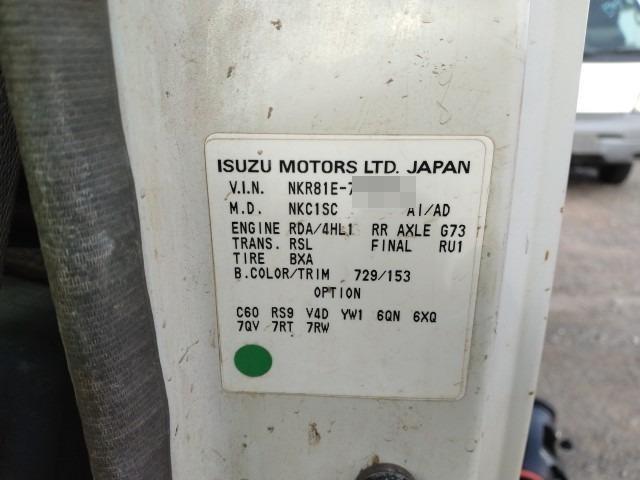 ISUZU MOTORS LTD. JAPAN
V.I.N. NKR81E-7
M.D. NKC1SC AI/AD
ENGINE RDA/4HL1 RR AXLE G73
TRANS. RSL FINAL RU1
TIRE BXA
B.COLOR/TRIM 729/153
OPTION
C60 RS9 V4D YW1 6QN 6XQ
7QV 7RT 7RW